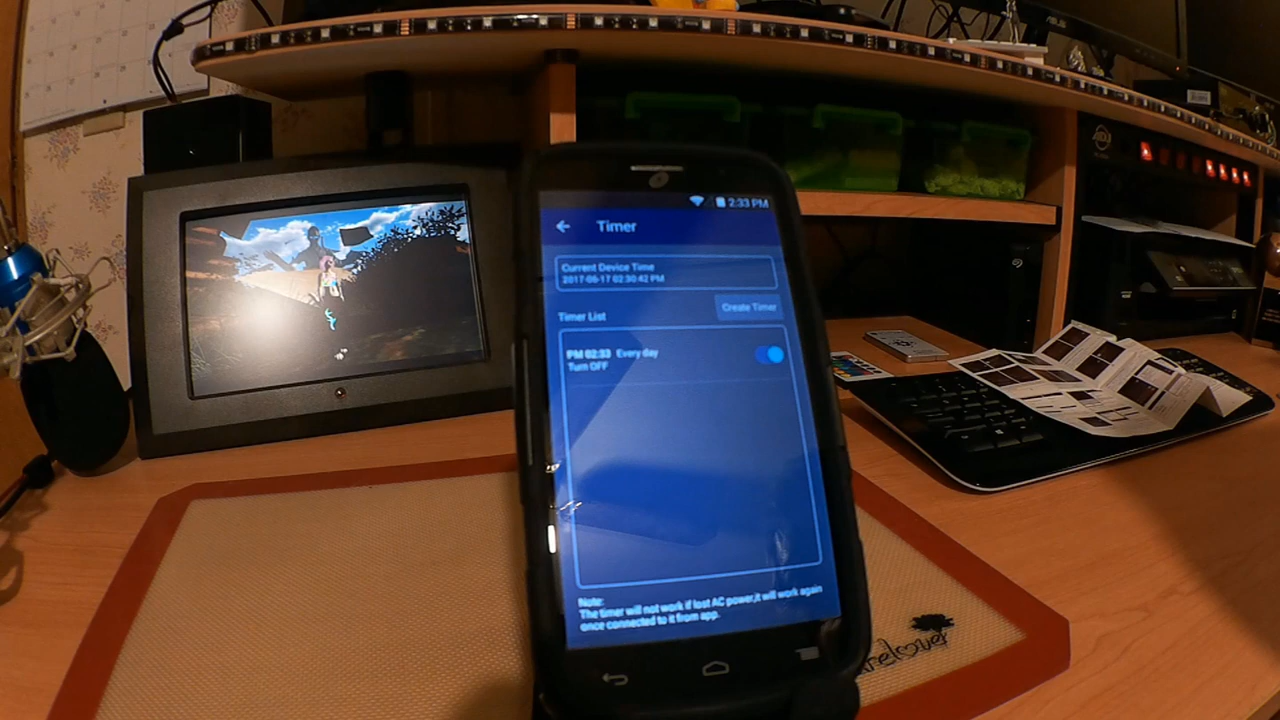 ASUS
2:33 PM
Timer
Current Device Time
2017-06-17 02:30:42 PM
Create Timer
Timer List
PM 02:33 Every day
Turn OFF
Note:
The timer will not work if lost AC power,it will work again
once connected to it from app.